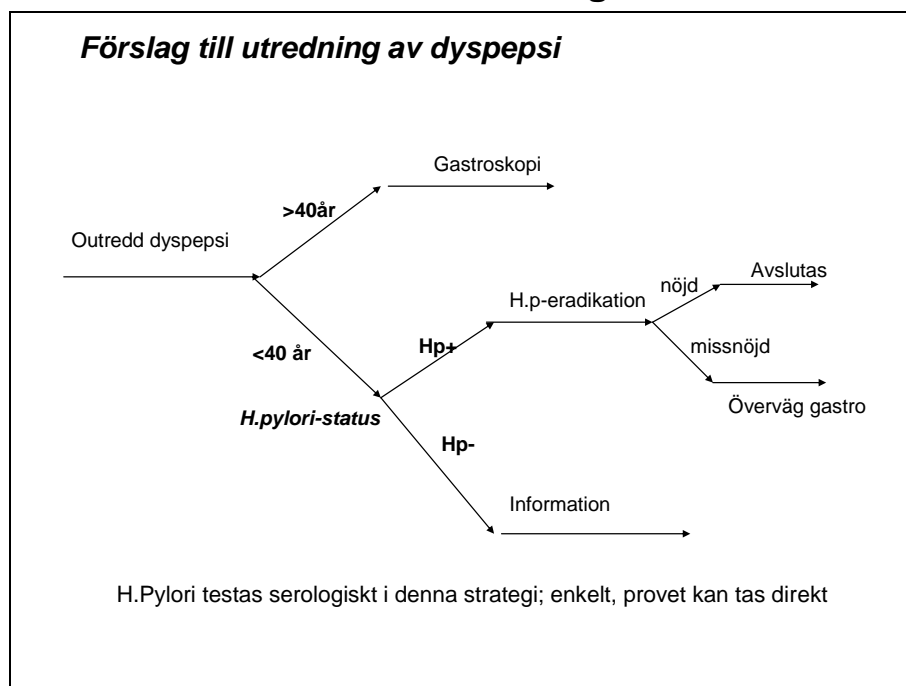 Förslag till utredning av dyspepsi
Gastroskopi
>40år
Outredd dyspepsi
Avslutas
nöjd
H.p-eradikation
<40 år
Hp+
missnöjd
Överväg gastro
H.pylori-status
Hp-
Information
H.Pylori testas serologiskt i denna strategi; enkelt, provet kan tas direkt